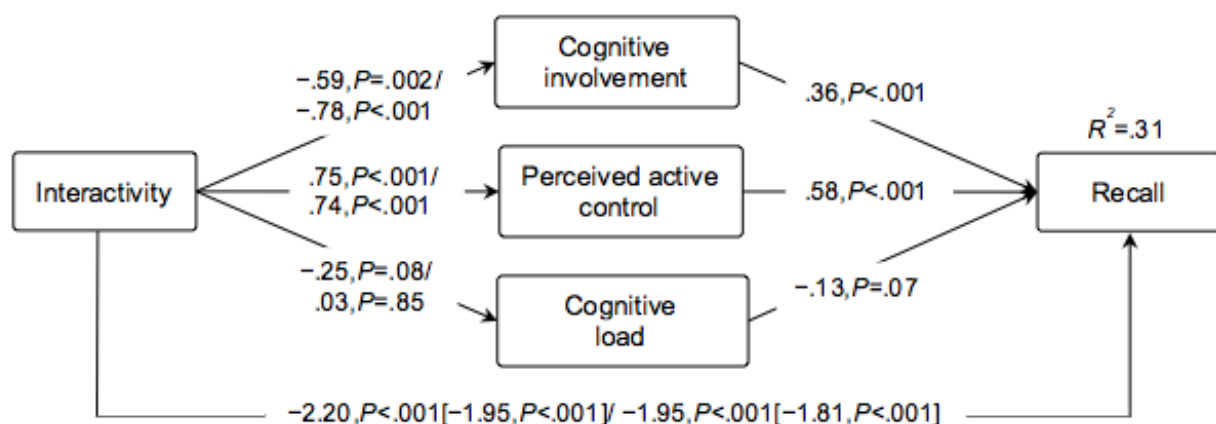 Cognitive
involvement
−.59,P=.002/
−.78,P<.001
.36,P<.001
R²=.31
Interactivity
.75,P<.001/
.74,P<.001
Perceived active
control
.58,P<.001
Recall
−.25,P=.08/
.03,P=.85
Cognitive
load
−.13,P=.07
−2.20,P<.001[−1.95,P<.001]/ −1.95,P<.001[−1.81,P<.001]